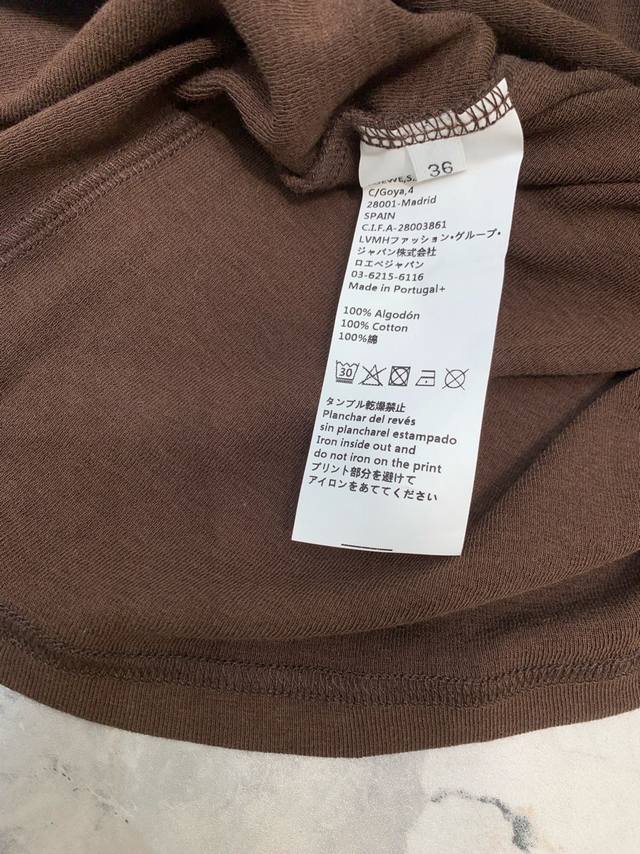 36
C/Goya,4
28001-Madrid
SPAIN
C.I.F.A-28003861
LVMHファッション・グループ・
ジャパン株式会社
ロエベジャパン
03-6215-6116
Made in Portugal+
100% Algodón
100% Cotton
100%綿
30
タンブル乾燥禁止
Planchar del revés
sin plancharel estampado
Iron inside out and
do not iron on the print
プリント部分を避けて
アイロンをあててください